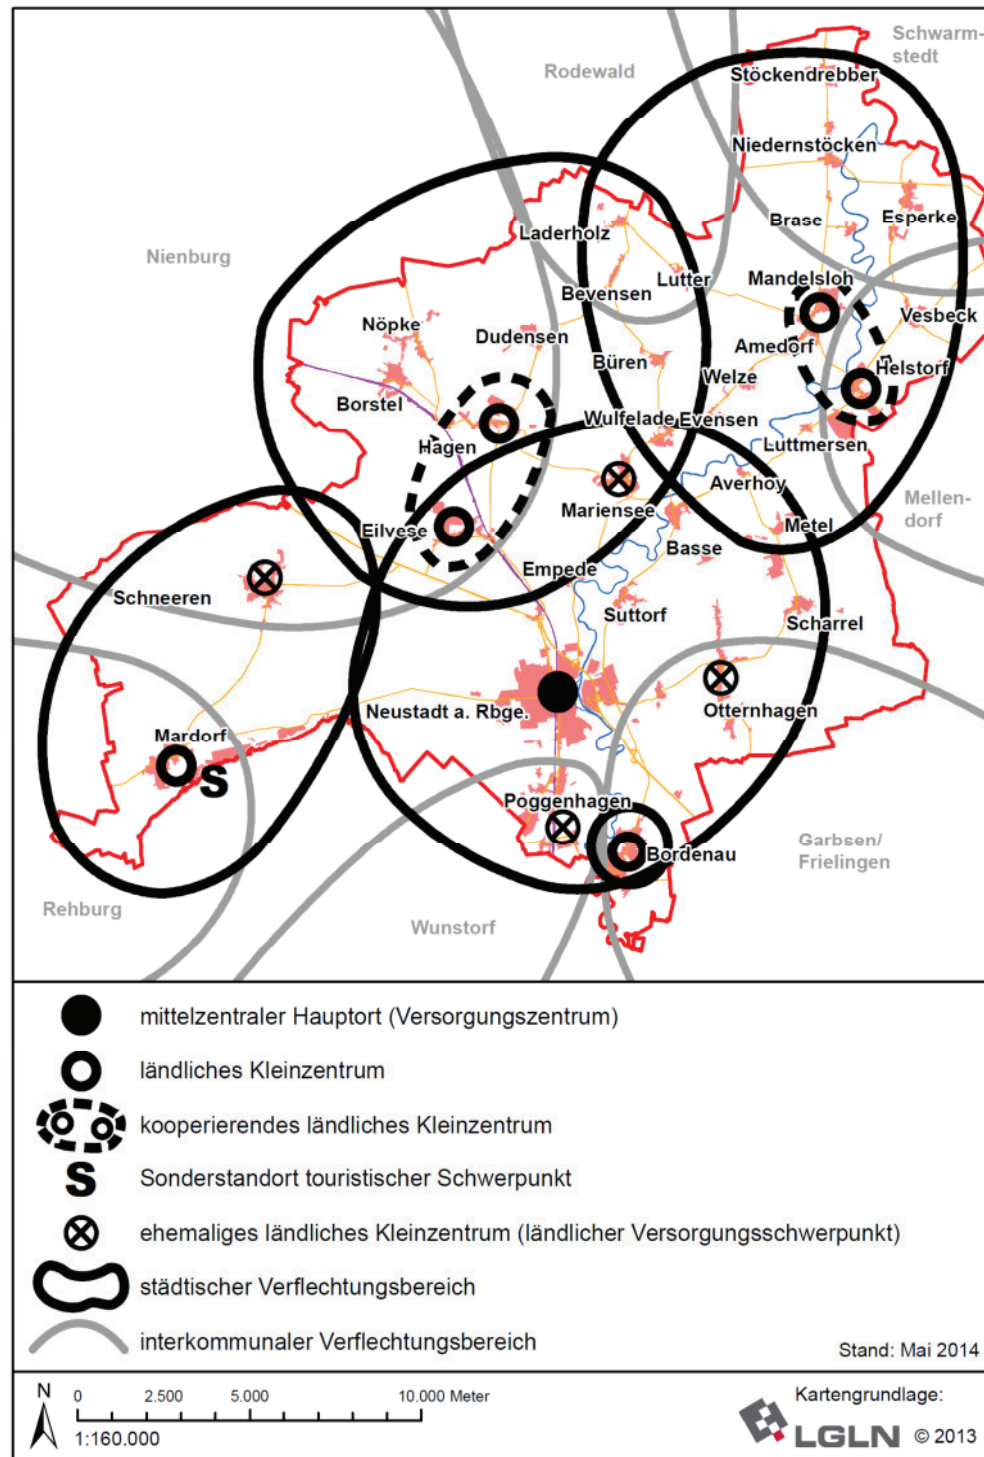 Schwarm-
stedt
Rodewald
Stöckendrebber
Niedernstöcken
Brase
Esperke
Laderholz
Nienburg
Lutter
Mandelsloh
Bevensen
Vesbeck
Nöpke
Dudensen
Amedorf
Büren
Helstorf
Welze
Borstel
Wulfelade
Evensen
Hagen
Luttmersen
Averhoy
Mellen-
dorf
Mariensee
Metel
Eilvese
Basse
Empede
Schneeren
Suttorf
Scharrel
Neustadt a. Rbge.
Otternhagen
Mardorf
S
Poggenhagen
Garbsen/
Frielingen
Bordenau
Rehburg
Wunstorf
mittelzentraler Hauptort (Versorgungszentrum)
ländliches Kleinzentrum
kooperierendes ländliches Kleinzentrum
S Sonderstandort touristischer Schwerpunkt
ehemaliges ländliches Kleinzentrum (ländlicher Versorgungsschwerpunkt)
städtischer Verflechtungsbereich
interkommunaler Verflechtungsbereich
Stand: Mai 2014
N
0 2.500 5.000 10.000 Meter
1:160.000
Kartengrundlage:
LGLN © 2013